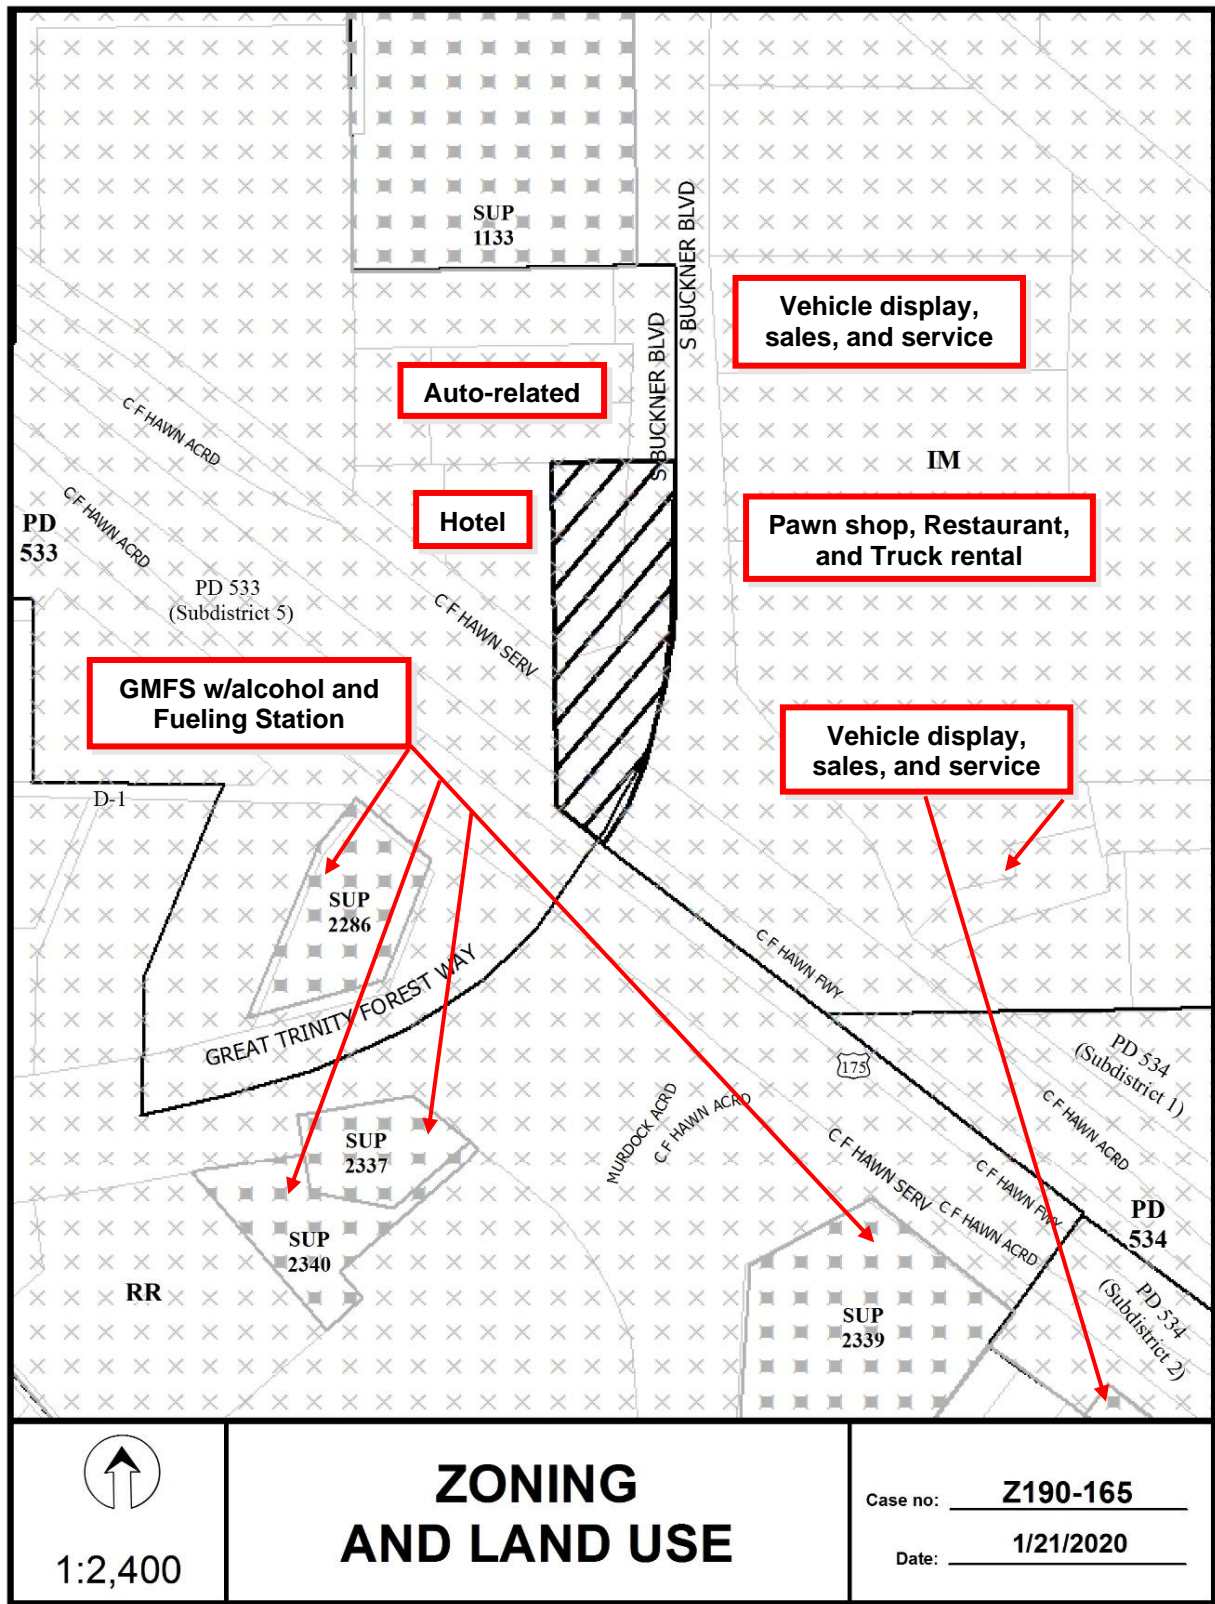 SUP
1133
S BUCKNER BLVD
S BUCKNER BLVD
Vehicle display,
sales, and service
Auto-related
C F HAWN ACRD
IM
C F HAWN ACRD
Hotel
Pawn shop, Restaurant,
and Truck rental
PD
533
PD 533
(Subdistrict 5)
C F HAWN SERV
GMFS w/alcohol and
Fueling Station
Vehicle display,
sales, and service
D-1
SUP
2286
GREAT TRINITY FOREST WAY
C F HAWN FWY
175
PD 534
(Subdistrict 1)
MURDOCK ACRD
C F HAWN ACRD
C F HAWN ACRD
SUP
2337
C F HAWN SERV
C F HAWN FWY
C F HAWN ACRD
PD
534
SUP
2340
RR
PD 534
(Subdistrict 2)
SUP
2339
1:2,400
ZONING
AND LAND USE
Case no: Z190-165
Date: 1/21/2020